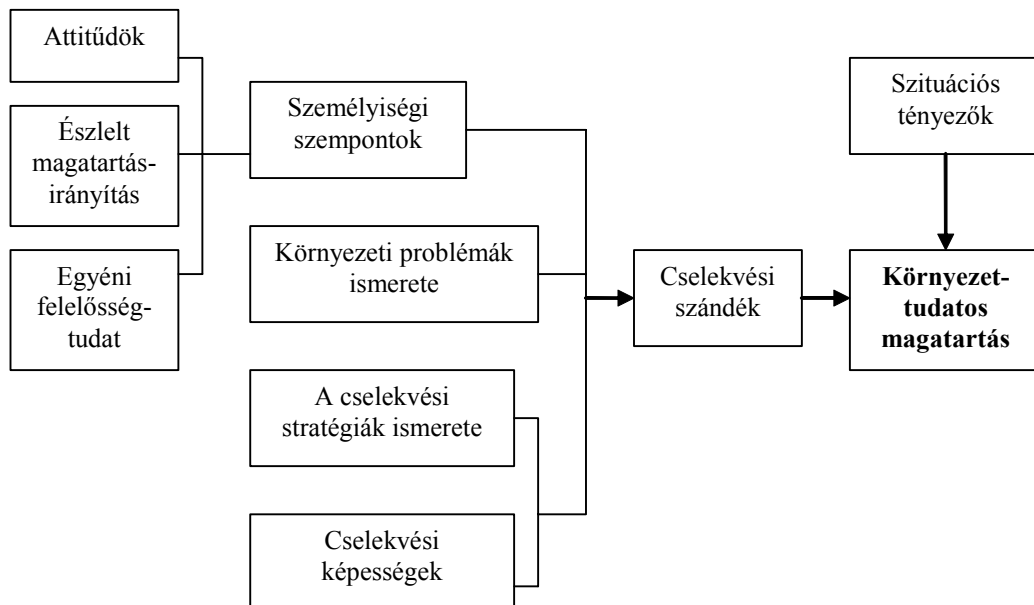 Attitűdök
Észlelt
magatartás-
irányítás
Egyéni
felelősség-
tudat
Személyiségi
szempontok
Környezeti problémák
ismerete
A cselekvési
stratégiák ismerete
Cselekvési
képességek
Cselekvési
szándék
Szituációs
tényezők
Környezet-
tudatos
magatartás